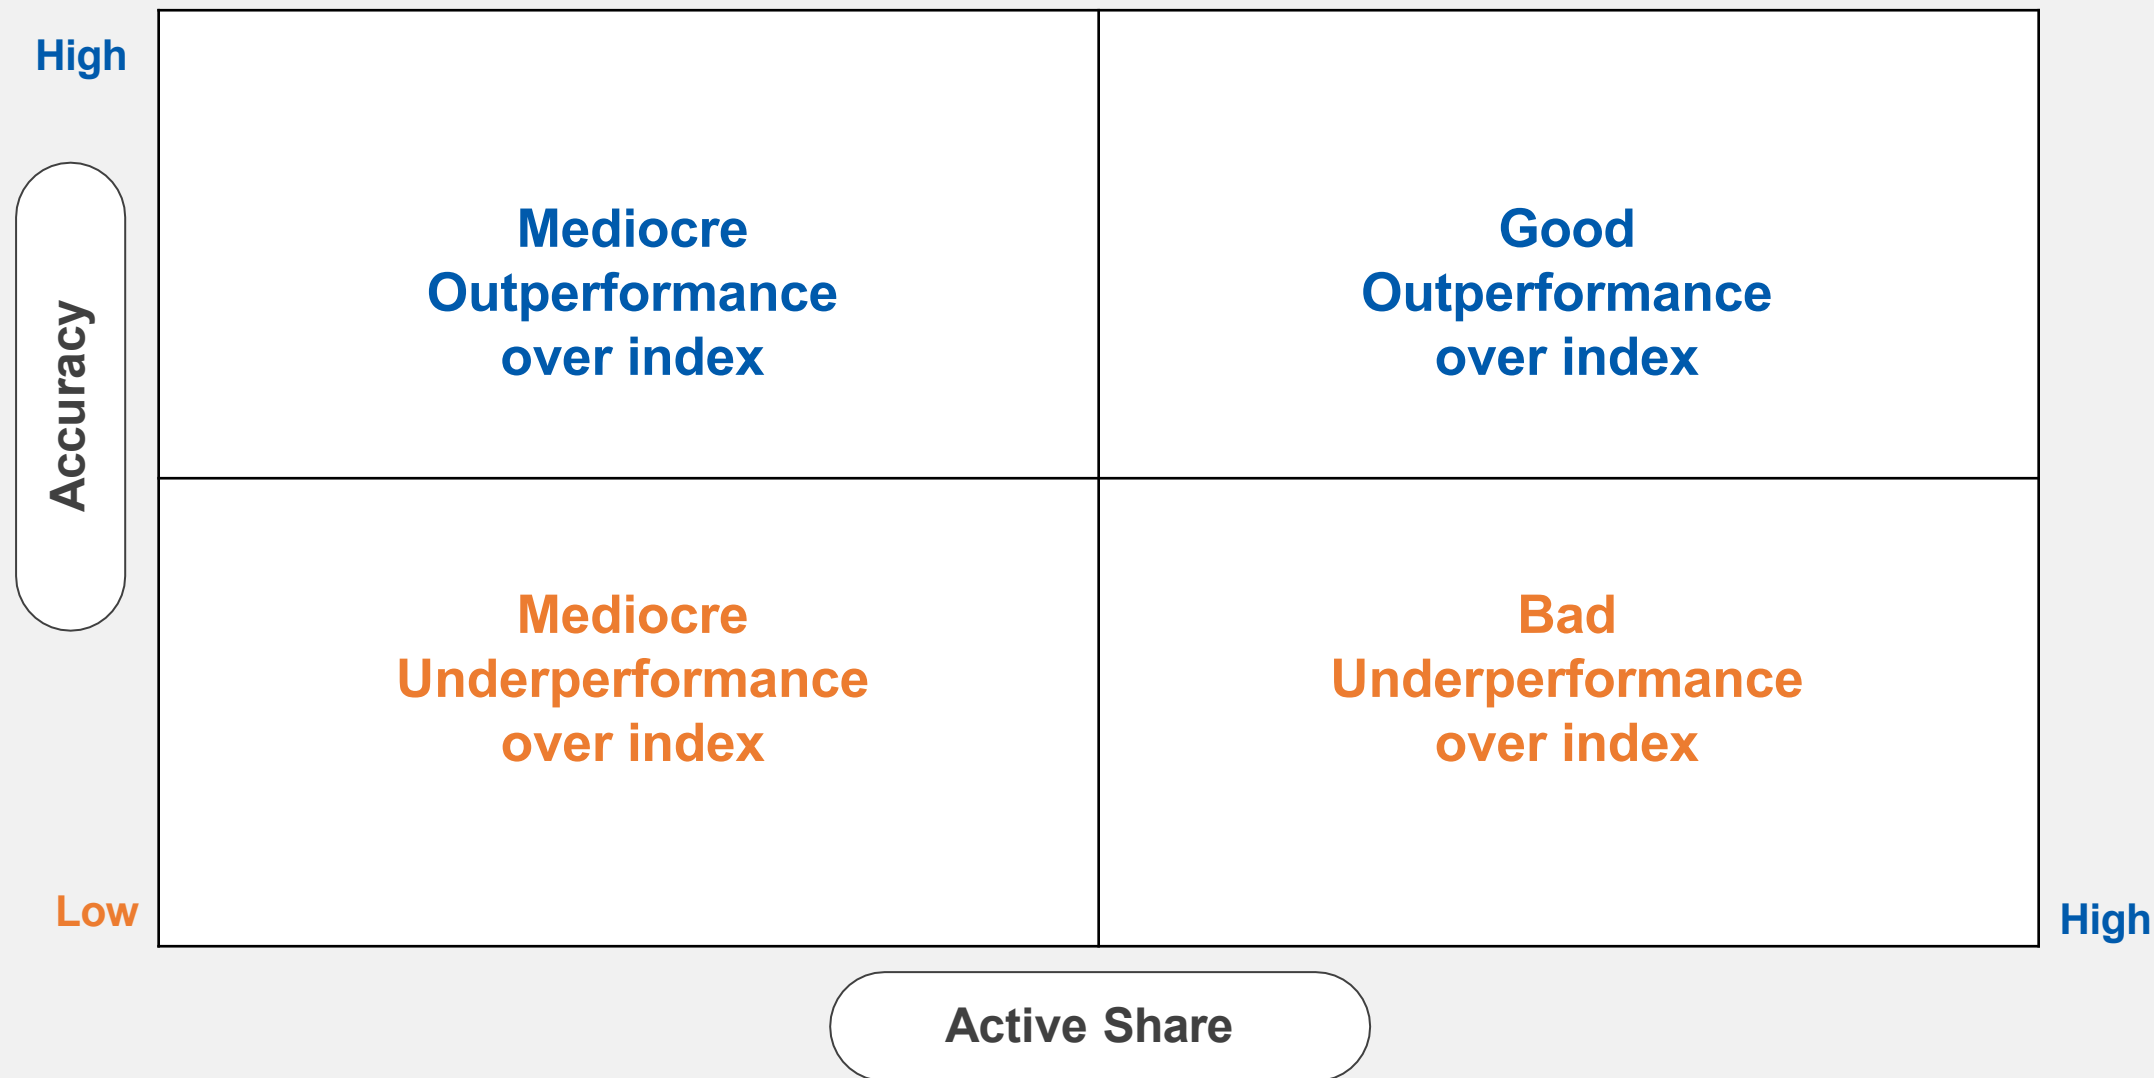 High
Accuracy
Mediocre
Outperformance
over index
Good
Outperformance
over index
Mediocre
Underperformance
over index
Bad
Underperformance
over index
Low
High
Active Share